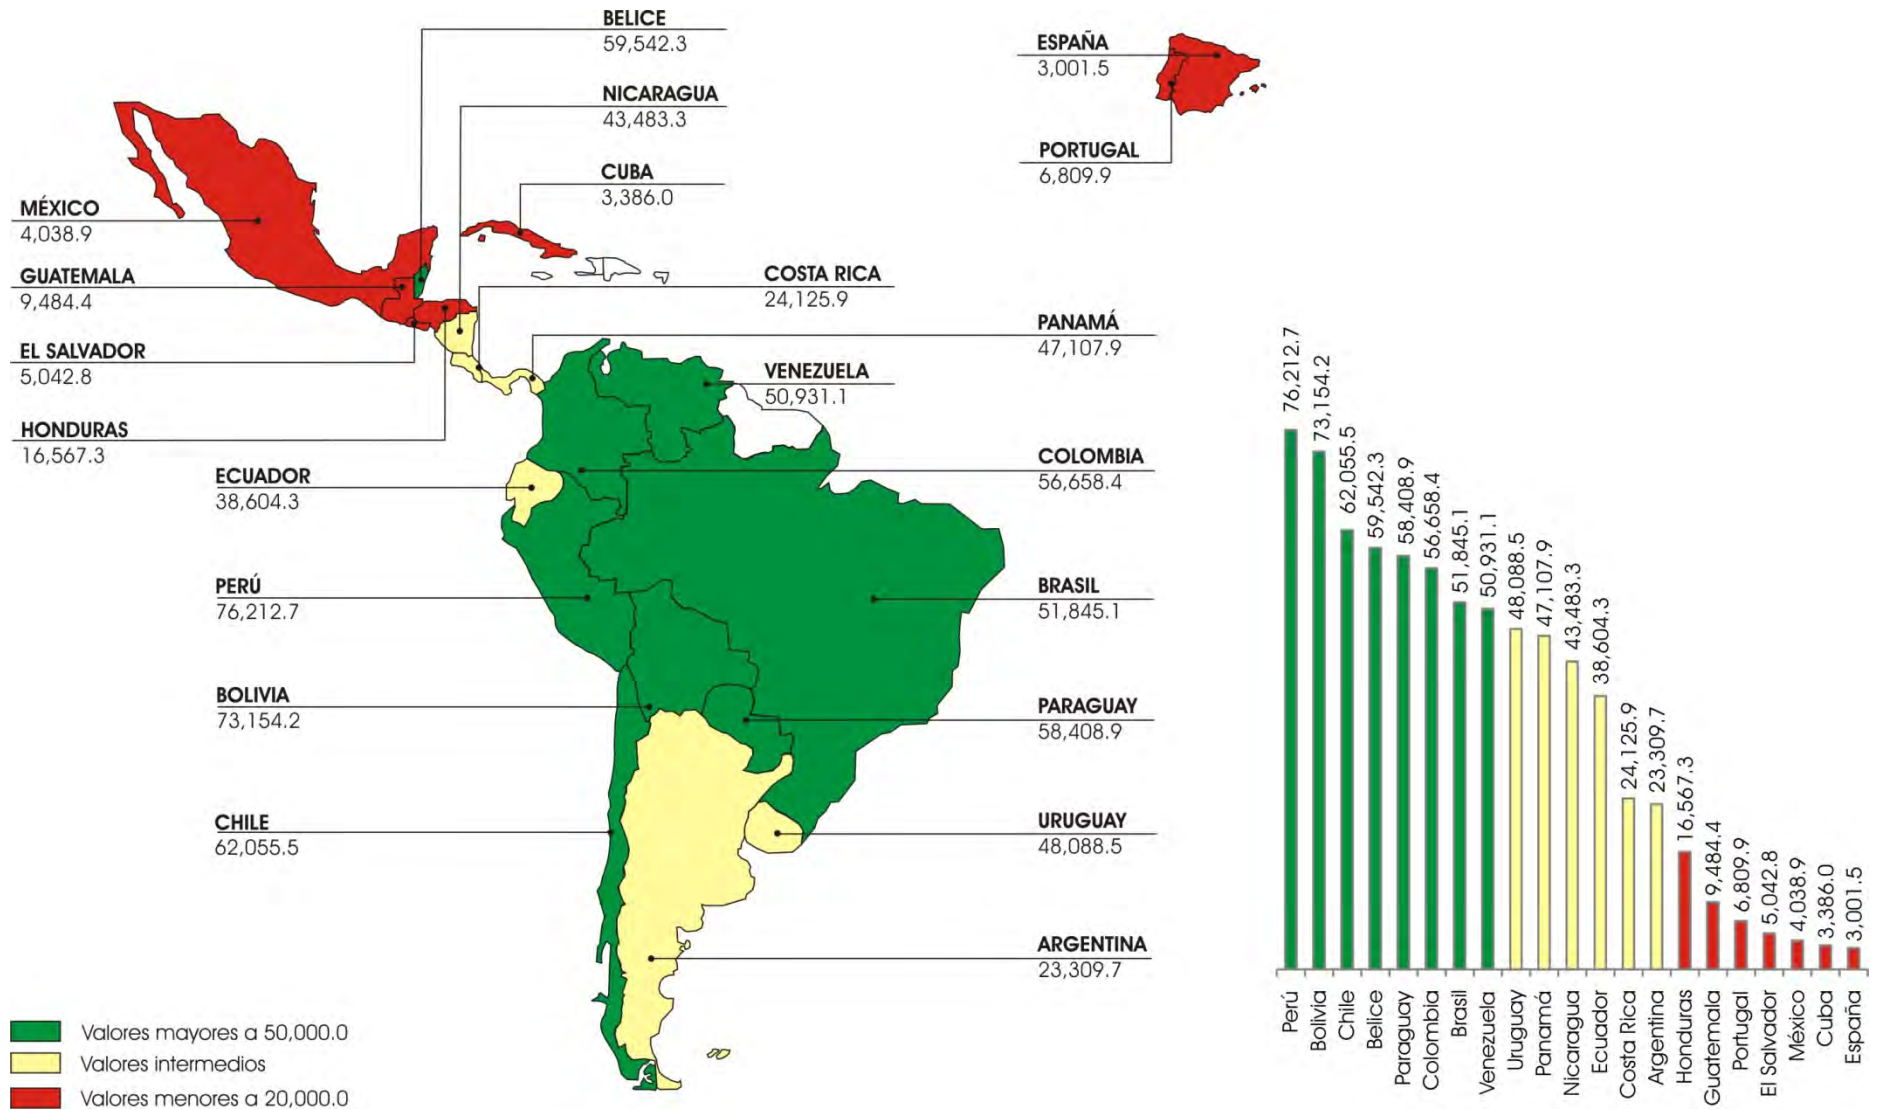 BELICE
59,542.3
NICARAGUA
43,483.3
CUBA
3,386.0
ESPAÑA
3,001.5
PORTUGAL
6,809.9
MÉXICO
4,038.9
GUATEMALA
9,484.4
EL SALVADOR
5,042.8
HONDURAS
16,567.3
COSTA RICA
24,125.9
PANAMÁ
47,107.9
VENEZUELA
50,931.1
COLOMBIA
56,658.4
ECUADOR
38,604.3
PERÚ
76,212.7
BRASIL
51,845.1
BOLIVIA
73,154.2
PARAGUAY
58,408.9
CHILE
62,055.5
URUGUAY
48,088.5
ARGENTINA
23,309.7
Valores mayores a 50,000.0
Valores intermedios
Valores menores a 20,000.0
76,212.7
73,154.2
62,055.5
59,542.3
58,408.9
56,658.4
51,845.1
50,931.1
48,088.5
47,107.9
43,483.3
38,604.3
24,125.9
23,309.7
16,567.3
9,484.4
6,809.9
5,042.8
4,038.9
3,386.0
3,001.5
Perú
Bolivia
Chile
Belice
Paraguay
Colombia
Brasil
Venezuela
Uruguay
Panamá
Nicaragua
Ecuador
Costa Rica
Argentina
Honduras
Guatemala
Portugal
El Salvador
México
Cuba
España